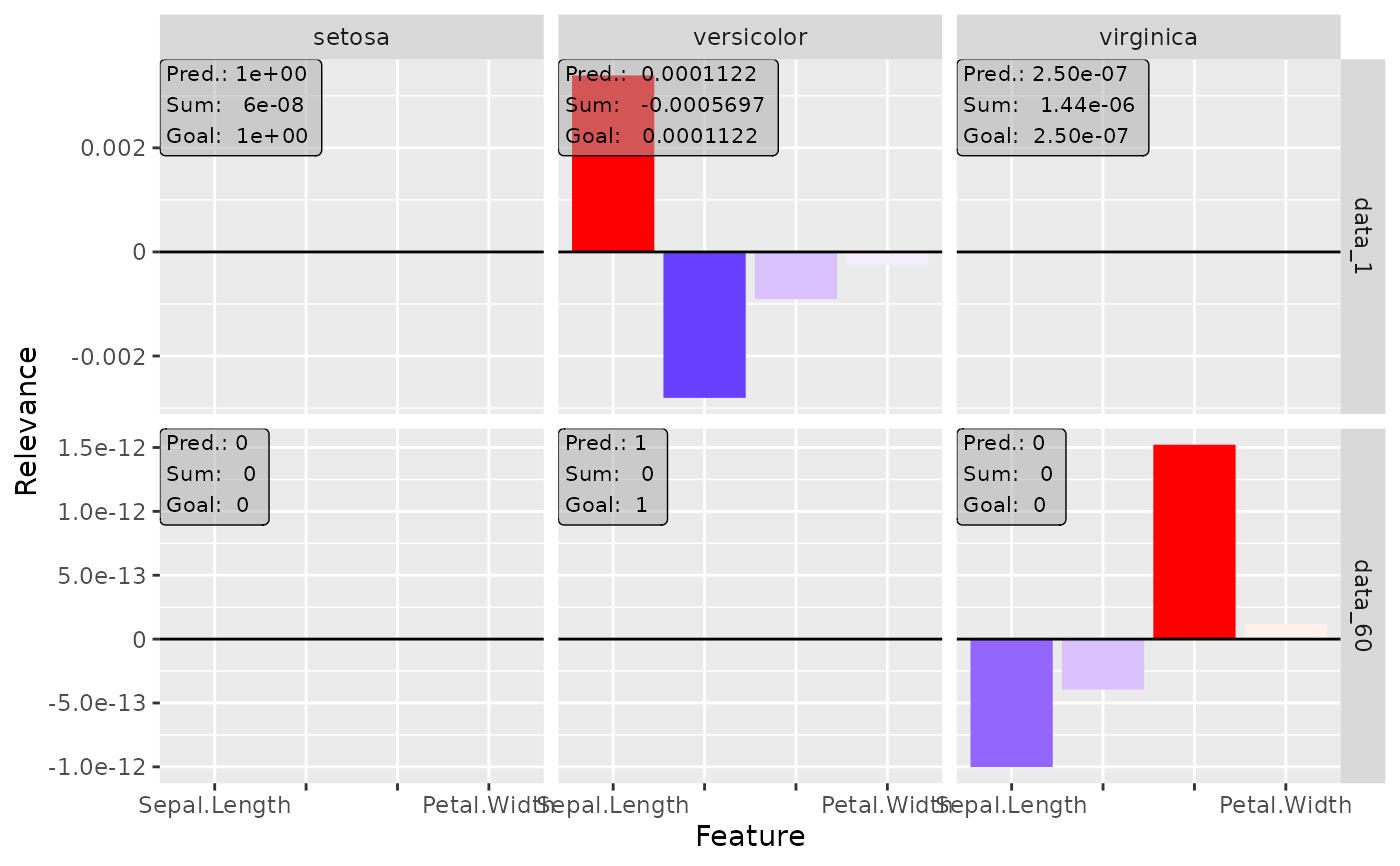 setosa
versicolor
virginica
Pred.: 1e+00
Sum: 6e-08
Goal: 1e+00
Pred.: 0.0001122
Sum: -0.0005697
Goal: 0.0001122
Pred.: 2.50e-07
Sum: 1.44e-06
Goal: 2.50e-07
0.002
0
-0.002
data_1
Relevance
Pred.: 0
Sum: 0
Goal: 0
Pred.: 1
Sum: 0
Goal: 1
Pred.: 0
Sum: 0
Goal: 0
1.5e-12
1.0e-12
5.0e-13
0
-5.0e-13
-1.0e-12
data_60
Sepal.Length
Petal.Width
Sepal.Length
Petal.Width
Sepal.Length
Petal.Width
Feature